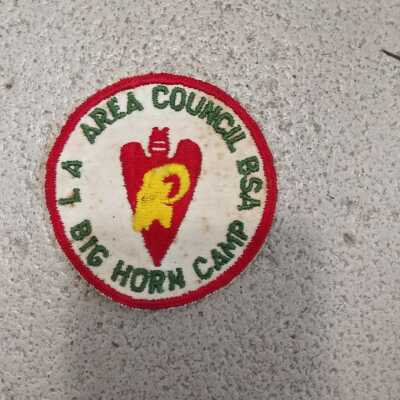 L A AREA COUNCIL BSA
BIG HORN CAMP